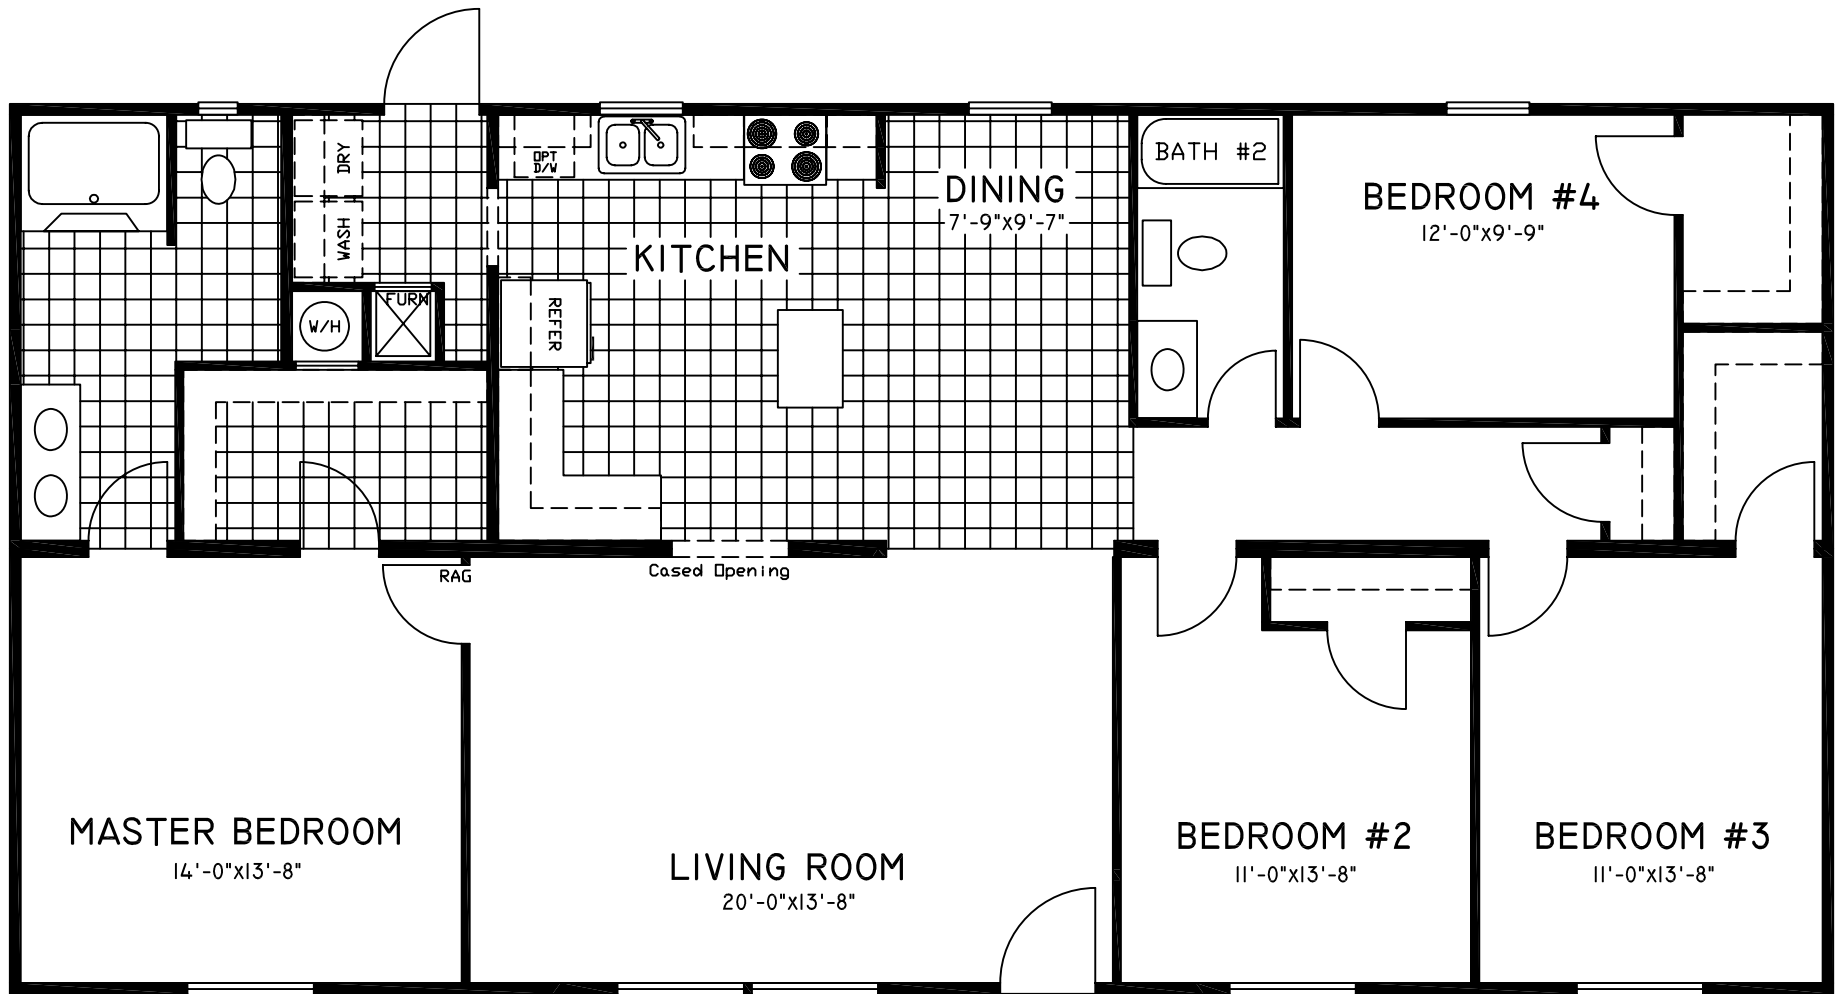 DRY
WASH
OPT
D/W
BATH #2
DINING
7'-9"x9'-7"
BEDROOM #4
12'-0"x9'-9"
KITCHEN
FURN
W/H
REFER
RAG
Cased Opening
MASTER BEDROOM
14'-0"x13'-8"
LIVING ROOM
20'-0"x13'-8"
BEDROOM #2
11'-0"x13'-8"
BEDROOM #3
11'-0"x13'-8"